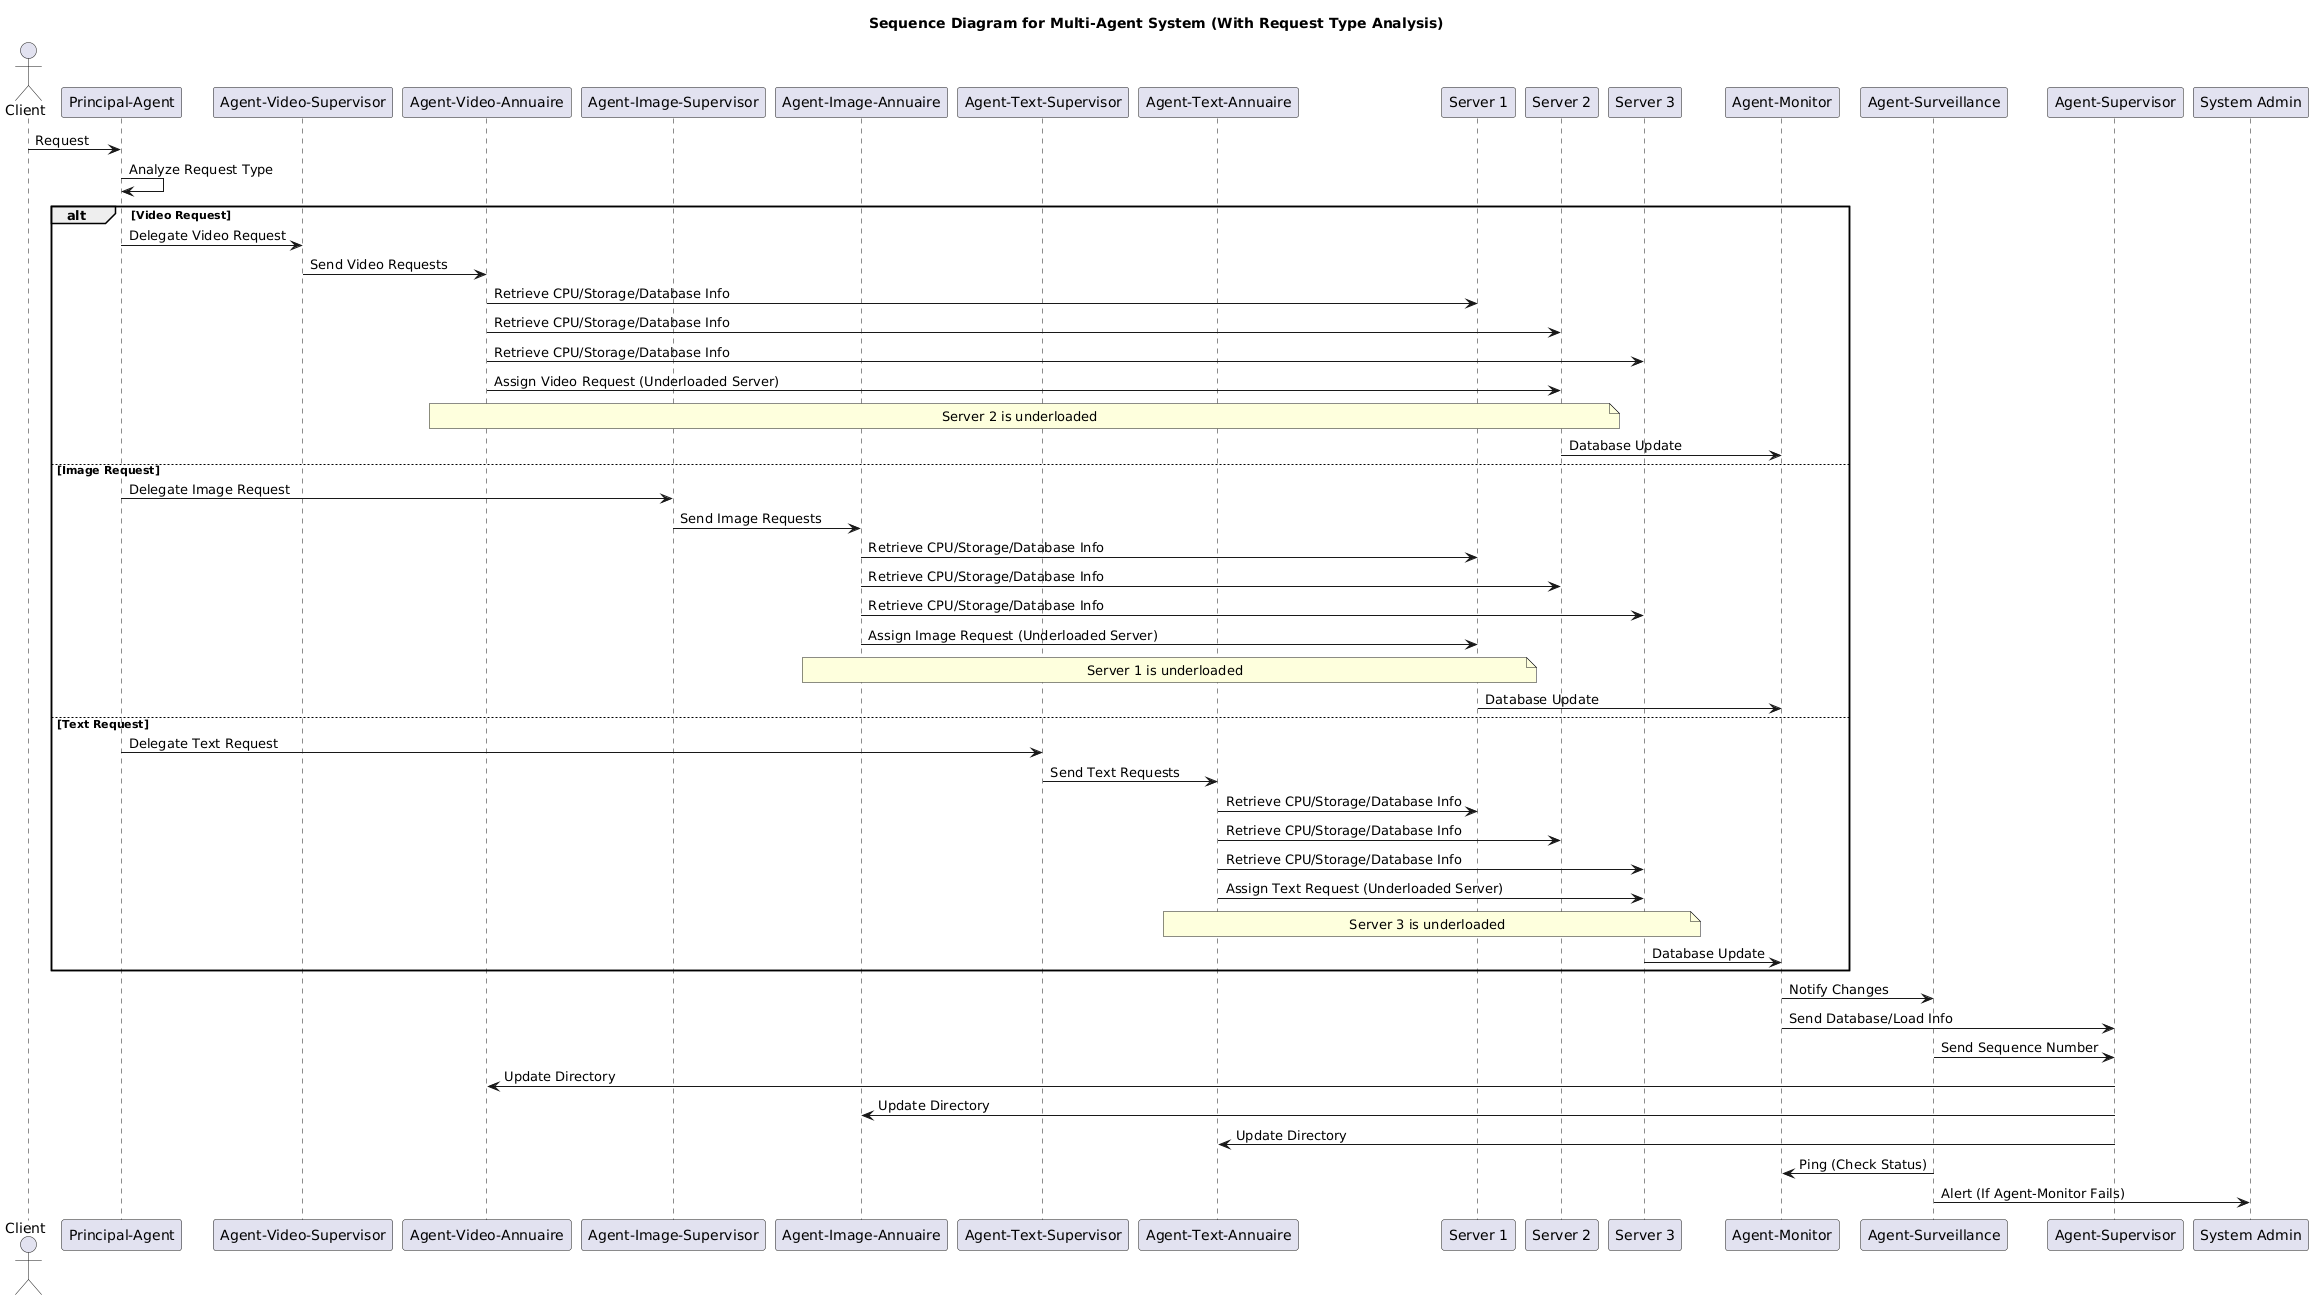 Sequence Diagram for Multi-Agent System (With Request Type Analysis)
Client
Principal-Agent
Agent-Video-Supervisor
Agent-Video-Annuaire
Agent-Image-Supervisor
Agent-Image-Annuaire
Agent-Text-Supervisor
Agent-Text-Annuaire
Server 1
Server 2
Server 3
Agent-Monitor
Agent-Surveillance
Agent-Supervisor
System Admin
Request
Analyze Request Type
alt
[Video Request]
Delegate Video Request
Send Video Requests
Retrieve CPU/Storage/Database Info
Retrieve CPU/Storage/Database Info
Retrieve CPU/Storage/Database Info
Assign Video Request (Underloaded Server)
Server 2 is underloaded
Database Update
[Image Request]
Delegate Image Request
Send Image Requests
Retrieve CPU/Storage/Database Info
Retrieve CPU/Storage/Database Info
Retrieve CPU/Storage/Database Info
Assign Image Request (Underloaded Server)
Server 1 is underloaded
Database Update
[Text Request]
Delegate Text Request
Send Text Requests
Retrieve CPU/Storage/Database Info
Retrieve CPU/Storage/Database Info
Retrieve CPU/Storage/Database Info
Assign Text Request (Underloaded Server)
Server 3 is underloaded
Database Update
Notify Changes
Send Database/Load Info
Send Sequence Number
Update Directory
Update Directory
Update Directory
Ping (Check Status)
Alert (If Agent-Monitor Fails)
Client
Principal-Agent
Agent-Video-Supervisor
Agent-Video-Annuaire
Agent-Image-Supervisor
Agent-Image-Annuaire
Agent-Text-Supervisor
Agent-Text-Annuaire
Server 1
Server 2
Server 3
Agent-Monitor
Agent-Surveillance
Agent-Supervisor
System Admin